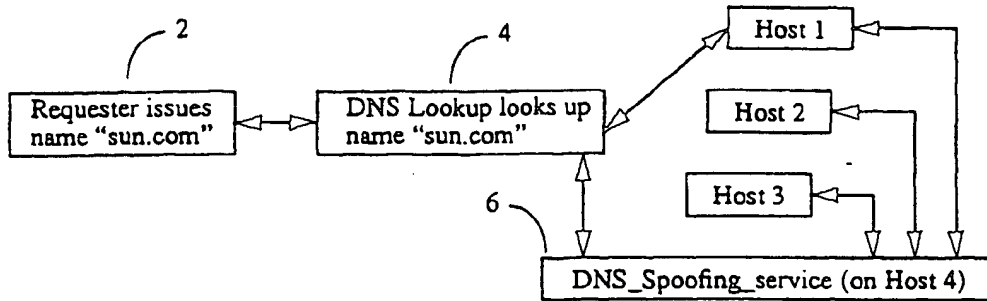 2
4
Host 1
Requester issues
name "sun.com"
DNS Lookup looks up
name "sun.com"
Host 2
Host 3
6
DNS_Spoofing_service (on Host 4)